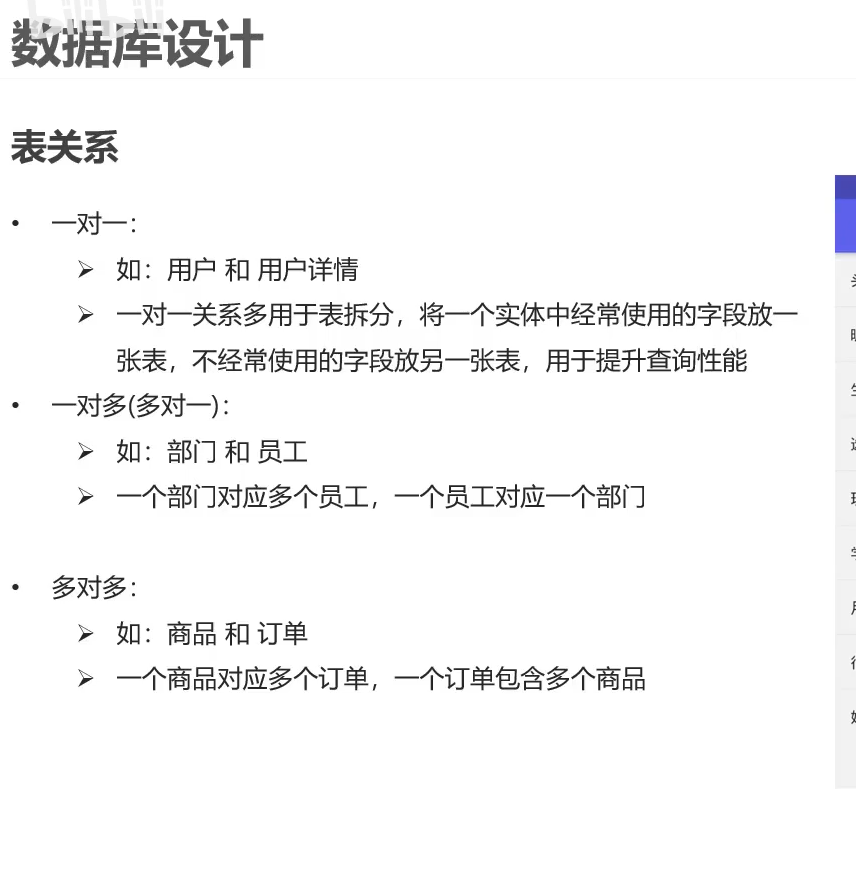 数据库设计
表关系
• 一对一：
➢ 如：用户 和 用户详情
➢ 一对一关系多用于表拆分，将一个实体中经常使用的字段放一
张表，不经常使用的字段放另一张表，用于提升查询性能
• 一对多(多对一)：
➢ 如：部门 和 员工
➢ 一个部门对应多个员工，一个员工对应一个部门
• 多对多：
➢ 如：商品 和 订单
➢ 一个商品对应多个订单，一个订单包含多个商品